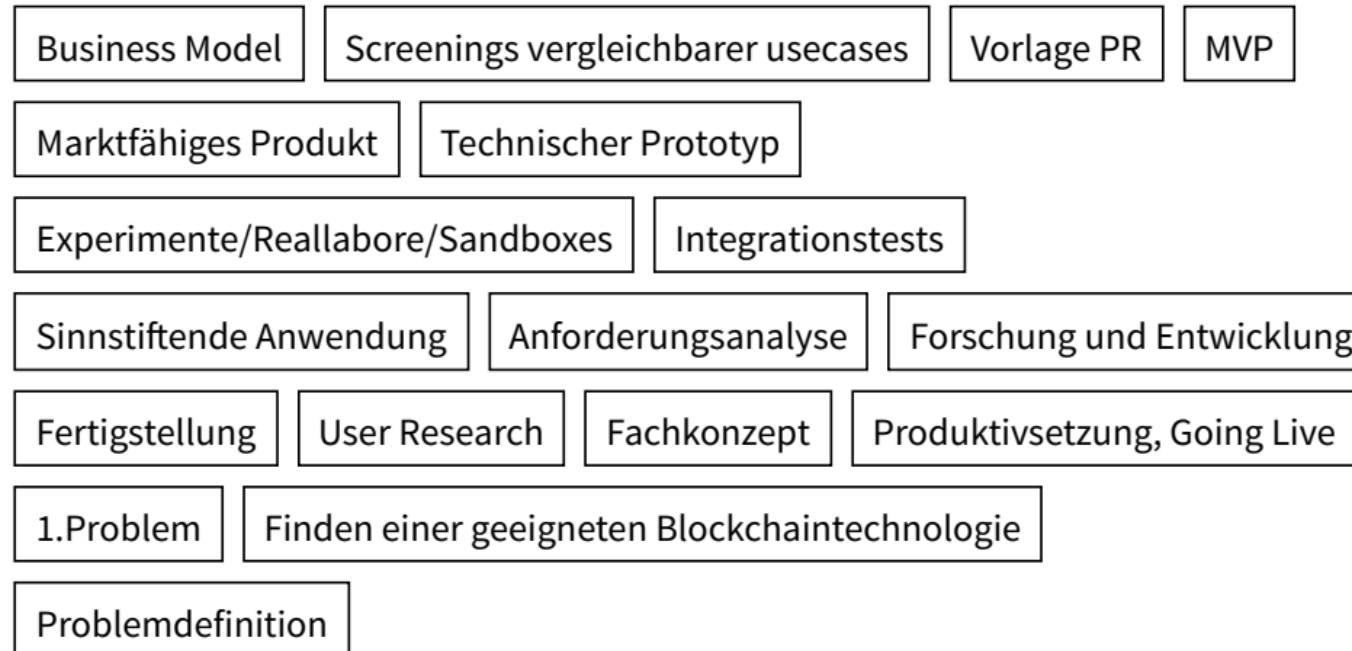 Business Model Screenings vergleichbarer usecases Vorlage PR MVP
Marktfähiges Produkt Technischer Prototyp
Experimente/Reallabore/Sandboxes Integrationstests
Sinnstiftende Anwendung Anforderungsanalyse Forschung und Entwicklung
Fertigstellung User Research Fachkonzept Produktivsetzung, Going Live
1.Problem Finden einer geeigneten Blockchaintechnologie
Problemdefinition